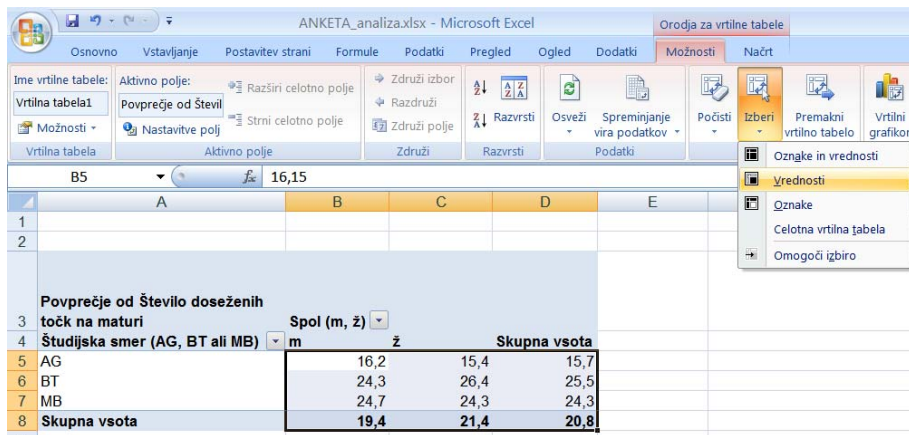 ANKETA_analiza.xlsx - Microsoft Excel
Orodja za vrtilne tabele
Osnovno Vstavljanje Postavitev strani Formule Podatki Pregled Ogled Dodatki Možnosti Načrt
Ime vrtilne tabele:
Vrtilna tabela1
Možnosti
Vrtilna tabela
Aktivno polje:
Povprečje od Števil
Nastavitve polj
Razširi celotno polje
Strni celotno polje
Aktivno polje
Združi izbor
Razdruži
Združi polje
Združi
Razvrsti
Razvrsti
Osveži
Spreminjanje
vira podatkov
Podatki
Počisti
Izberi
Premakni
vrtilno tabelo
Vrtilni
grafikon
Oznake in vrednosti
Vrednosti
Oznake
Celotna vrtilna tabela
Omogoči izbiro
B5 fx 16,15
A B C D E
1
2
Povprečje od Število doseženih
3 točk na maturi Spol (m, ž)
4 Študijska smer (AG, BT ali MB) m ž Skupna vsota
5 AG 16,2 15,4 15,7
6 BT 24,3 26,4 25,5
7 MB 24,7 24,3 24,3
8 Skupna vsota 19,4 21,4 20,8